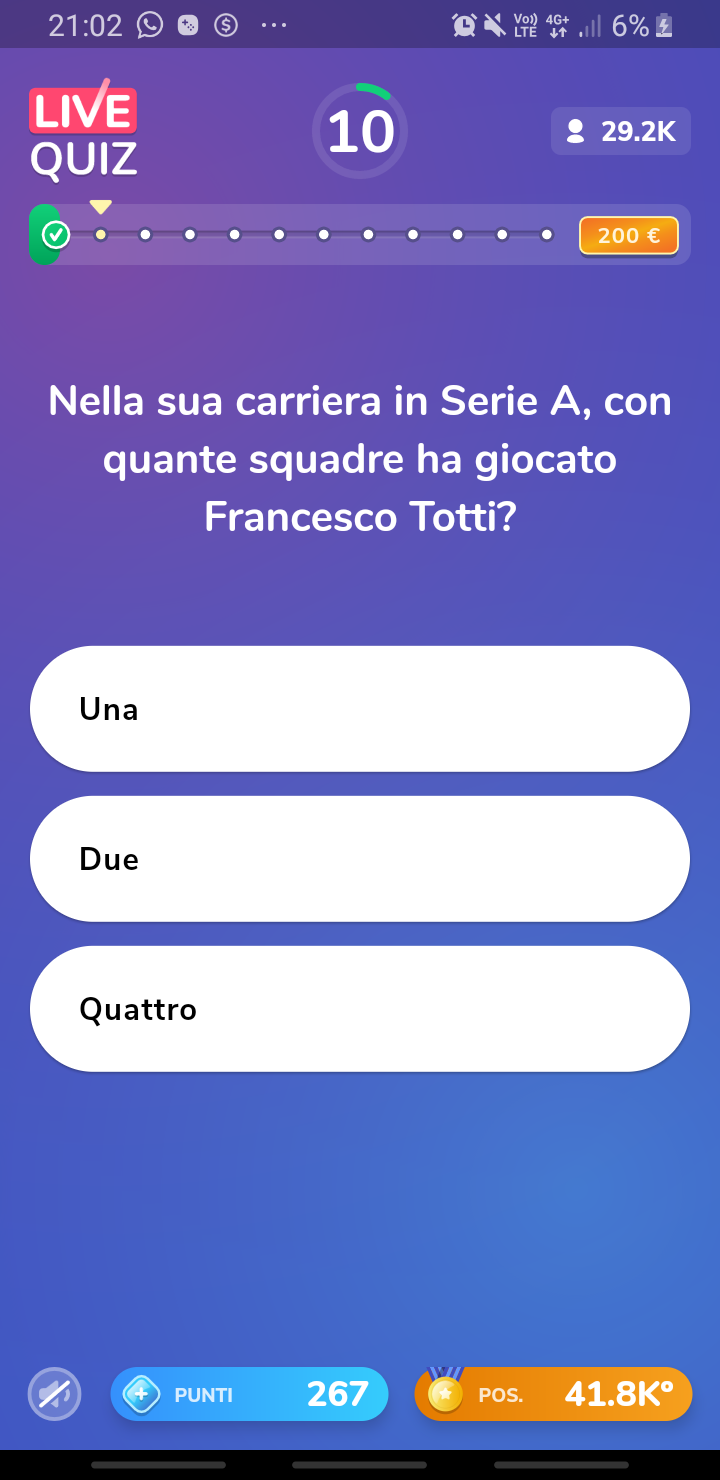 21:02 Vo)) LTE 4G+ 6%
LIVE
QUIZ
10
29.2K
200 €
Nella sua carriera in Serie A, con
quante squadre ha giocato
Francesco Totti?
Una
Due
Quattro
PUNTI 267
POS. 41.8Kº